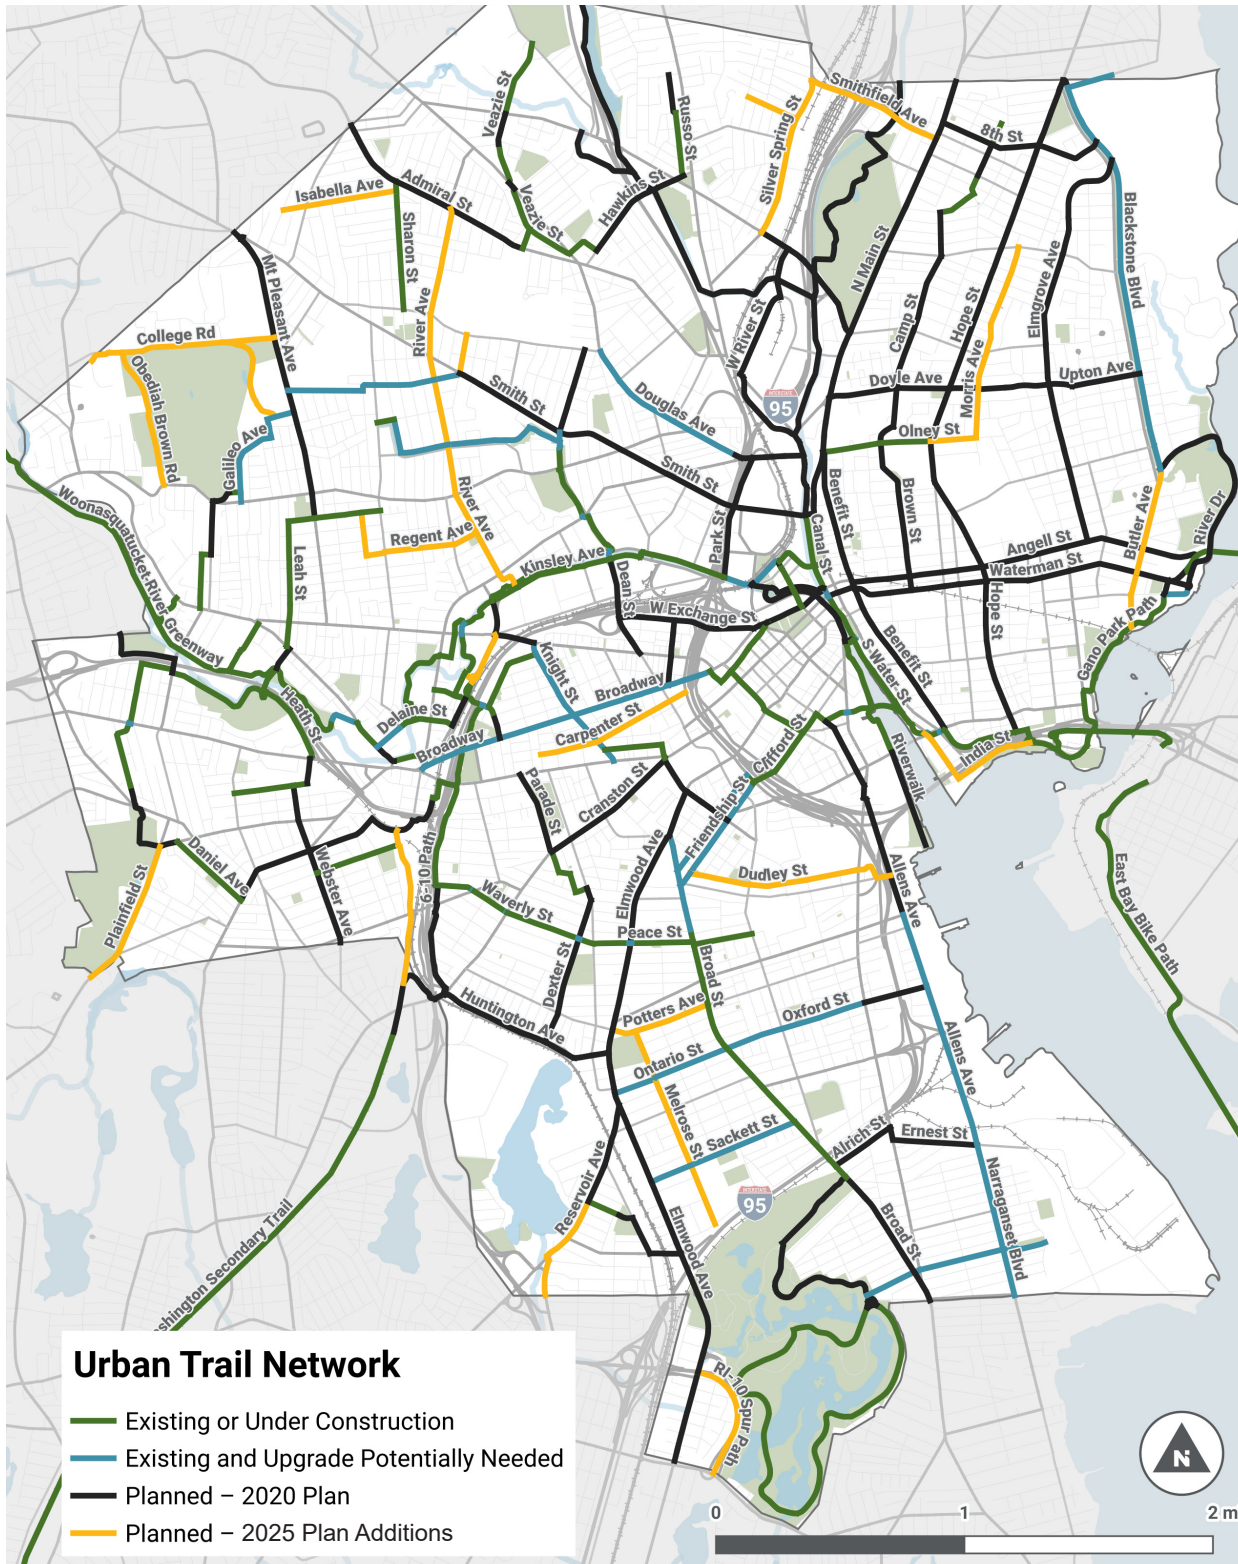 Veazie St
Russo St
Silver Spring St
Smithfield Ave
8th St
Isabella Ave
Admiral St
Veazie St
Hawkins St
Sharon St
N Main St
Blackstone Blvd
Mt Pleasant Ave
River Ave
W River St
Camp St
Hope St
Elmgrove Ave
College Rd
Obediah Brown Rd
Smith St
Douglas Ave
INTERSTATE
95
Doyle Ave
Morris Ave
Upton Ave
Galileo Ave
Olney St
Smith St
Woonasquatucket River Greenway
River Ave
Regent Ave
Park St
Benefit St
Canal St
Brown St
Butler Ave
River Dr
Angell St
Waterman St
Leah St
Kinsley Ave
Dean St
W Exchange St
Hope St
Benefit St
S Water St
Gano Park Path
Knight St
Broadway
Heath St
Delaine St
Broadway
Carpenter St
Clifford St
India St
Riverwalk
Parade St
Cranston St
Friendship St
Daniel Ave
Webster Ave
6-10 Path
Elmwood Ave
Dudley St
Allens Ave
East Bay Bike Path
Plainfield St
Waverly St
Peace St
Dexter St
Broad St
Huntington Ave
Potters Ave
Oxford St
Ontario St
Allens Ave
Melrose St
Sackett St
Alrich St
Ernest St
Reservoir Ave
INTERSTATE
95
Elmwood Ave
Broad St
Narraganset Blvd
shington Secondary Trail
RI-10 Spur Path
Urban Trail Network
Existing or Under Construction
Existing and Upgrade Potentially Needed
Planned – 2020 Plan
Planned – 2025 Plan Additions
N
0 1 2 m